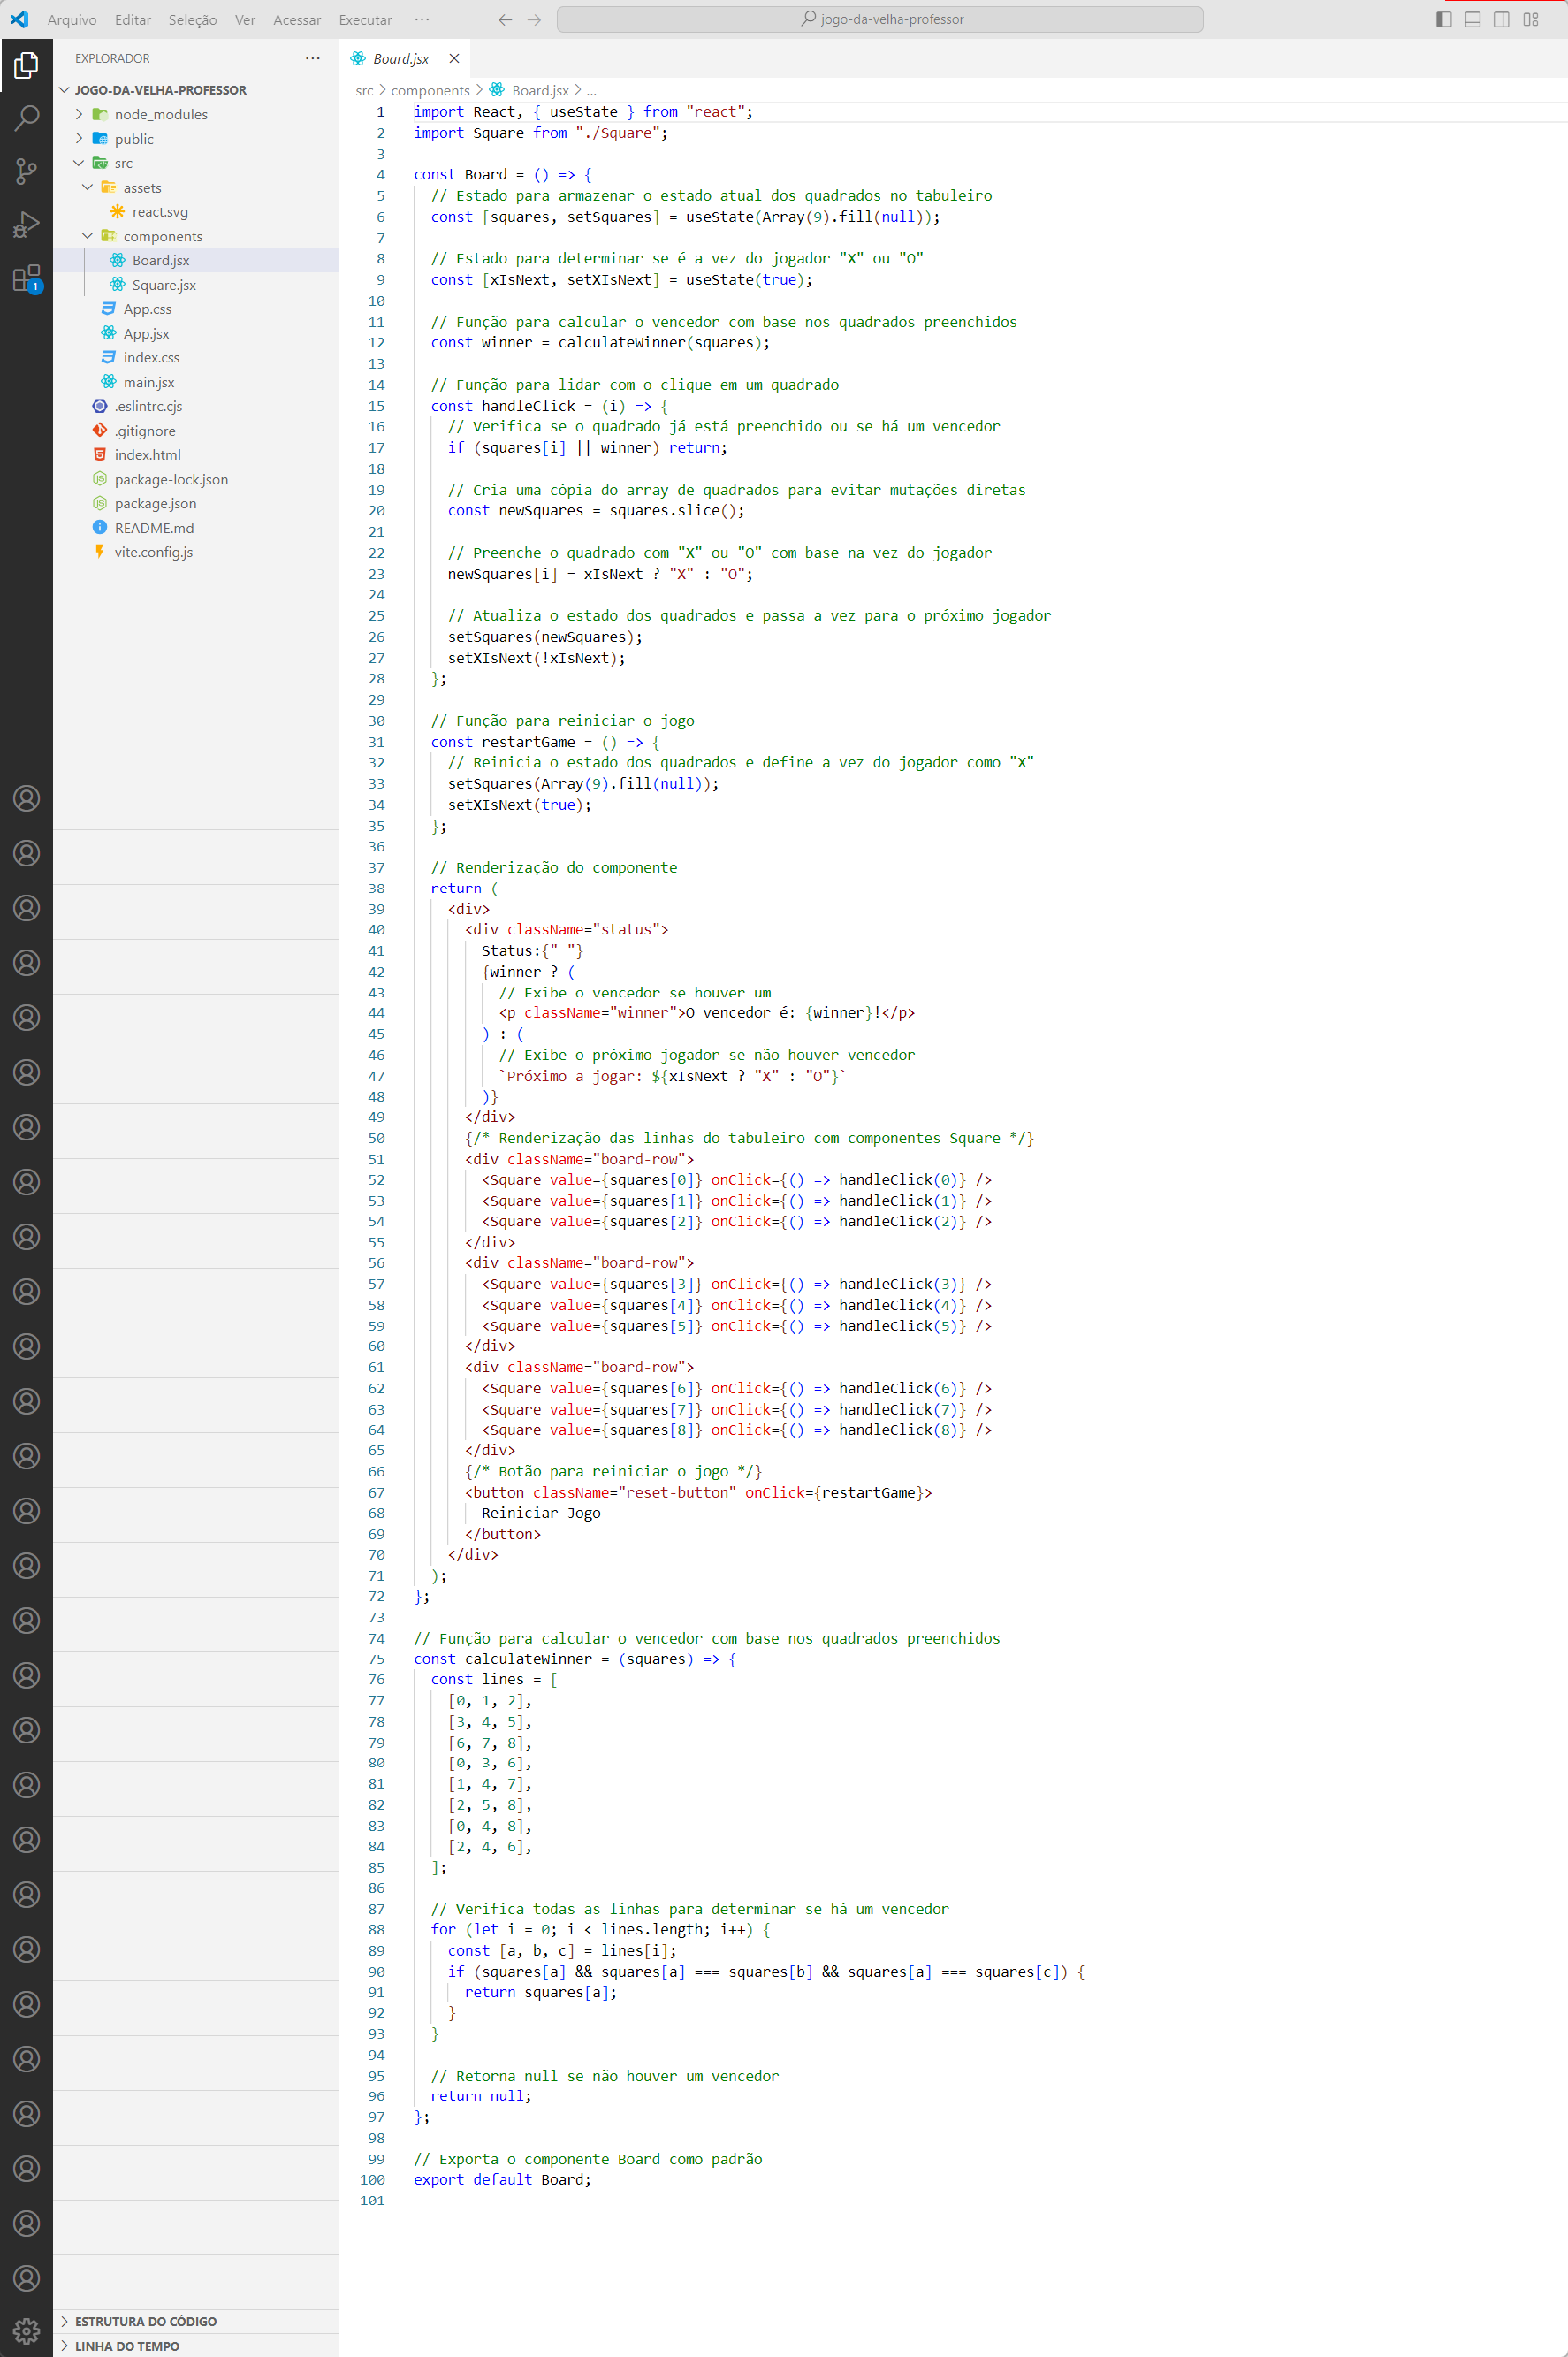 Arquivo Editar Seleção Ver Acessar Executar ··· jogo-da-velha-professor
EXPLORADOR ···
JOGO-DA-VELHA-PROFESSOR
node_modules
public
src
assets
react.svg
components
Board.jsx
Square.jsx
App.css
App.jsx
index.css
main.jsx
.eslintrc.cjs
.gitignore
index.html
package-lock.json
package.json
README.md
vite.config.js
1
ESTRUTURA DO CÓDIGO
LINHA DO TEMPO
Board.jsx
src > components > Board.jsx > ...
1 import React, { useState } from "react";
2 import Square from "./Square";
3
4 const Board = () => {
5 // Estado para armazenar o estado atual dos quadrados no tabuleiro
6 const [squares, setSquares] = useState(Array(9).fill(null));
7
8 // Estado para determinar se é a vez do jogador "X" ou "O"
9 const [xIsNext, setXIsNext] = useState(true);
10
11 // Função para calcular o vencedor com base nos quadrados preenchidos
12 const winner = calculateWinner(squares);
13
14 // Função para lidar com o clique em um quadrado
15 const handleClick = (i) => {
16 // Verifica se o quadrado já está preenchido ou se há um vencedor
17 if (squares[i] || winner) return;
18
19 // Cria uma cópia do array de quadrados para evitar mutações diretas
20 const newSquares = squares.slice();
21
22 // Preenche o quadrado com "X" ou "O" com base na vez do jogador
23 newSquares[i] = xIsNext ? "X" : "O";
24
25 // Atualiza o estado dos quadrados e passa a vez para o próximo jogador
26 setSquares(newSquares);
27 setXIsNext(!xIsNext);
28 };
29
30 // Função para reiniciar o jogo
31 const restartGame = () => {
32 // Reinicia o estado dos quadrados e define a vez do jogador como "X"
33 setSquares(Array(9).fill(null));
34 setXIsNext(true);
35 };
36
37 // Renderização do componente
38 return (
39 <div>
40 <div className="status">
41 Status:{" "}
42 {winner ? (
43 // Exibe o vencedor se houver um
44 <p className="winner">O vencedor é: {winner}!</p>
45 ) : (
46 // Exibe o próximo jogador se não houver vencedor
47 `Próximo a jogar: ${xIsNext ? "X" : "O"}`
48 )}
49 </div>
50 {/* Renderização das linhas do tabuleiro com componentes Square */}
51 <div className="board-row">
52 <Square value={squares[0]} onClick={() => handleClick(0)} />
53 <Square value={squares[1]} onClick={() => handleClick(1)} />
54 <Square value={squares[2]} onClick={() => handleClick(2)} />
55 </div>
56 <div className="board-row">
57 <Square value={squares[3]} onClick={() => handleClick(3)} />
58 <Square value={squares[4]} onClick={() => handleClick(4)} />
59 <Square value={squares[5]} onClick={() => handleClick(5)} />
60 </div>
61 <div className="board-row">
62 <Square value={squares[6]} onClick={() => handleClick(6)} />
63 <Square value={squares[7]} onClick={() => handleClick(7)} />
64 <Square value={squares[8]} onClick={() => handleClick(8)} />
65 </div>
66 {/* Botão para reiniciar o jogo */}
67 <button className="reset-button" onClick={restartGame}>
68 Reiniciar Jogo
69 </button>
70 </div>
71 );
72 };
73
74 // Função para calcular o vencedor com base nos quadrados preenchidos
75 const calculateWinner = (squares) => {
76 const lines = [
77 [0, 1, 2],
78 [3, 4, 5],
79 [6, 7, 8],
80 [0, 3, 6],
81 [1, 4, 7],
82 [2, 5, 8],
83 [0, 4, 8],
84 [2, 4, 6],
85 ];
86
87 // Verifica todas as linhas para determinar se há um vencedor
88 for (let i = 0; i < lines.length; i++) {
89 const [a, b, c] = lines[i];
90 if (squares[a] && squares[a] === squares[b] && squares[a] === squares[c]) {
91 return squares[a];
92 }
93 }
94
95 // Retorna null se não houver um vencedor
96 return null;
97 };
98
99 // Exporta o componente Board como padrão
100 export default Board;
101